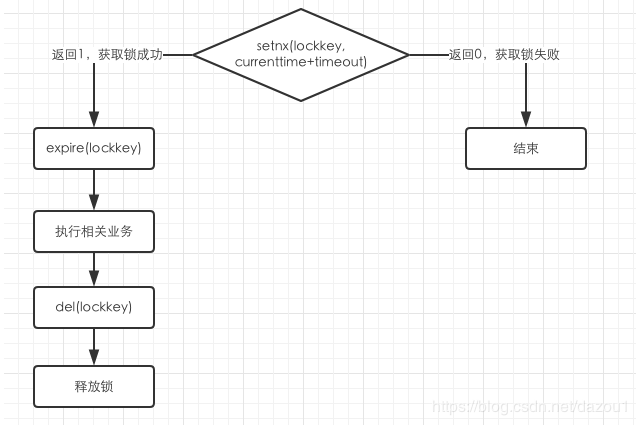 setnx(lockkey,
currenttime+timeout)
返回1，获取锁成功
返回0，获取锁失败
expire(lockkey)
结束
执行相关业务
del(lockkey)
释放锁
https://blog.csdn.net/dazou1